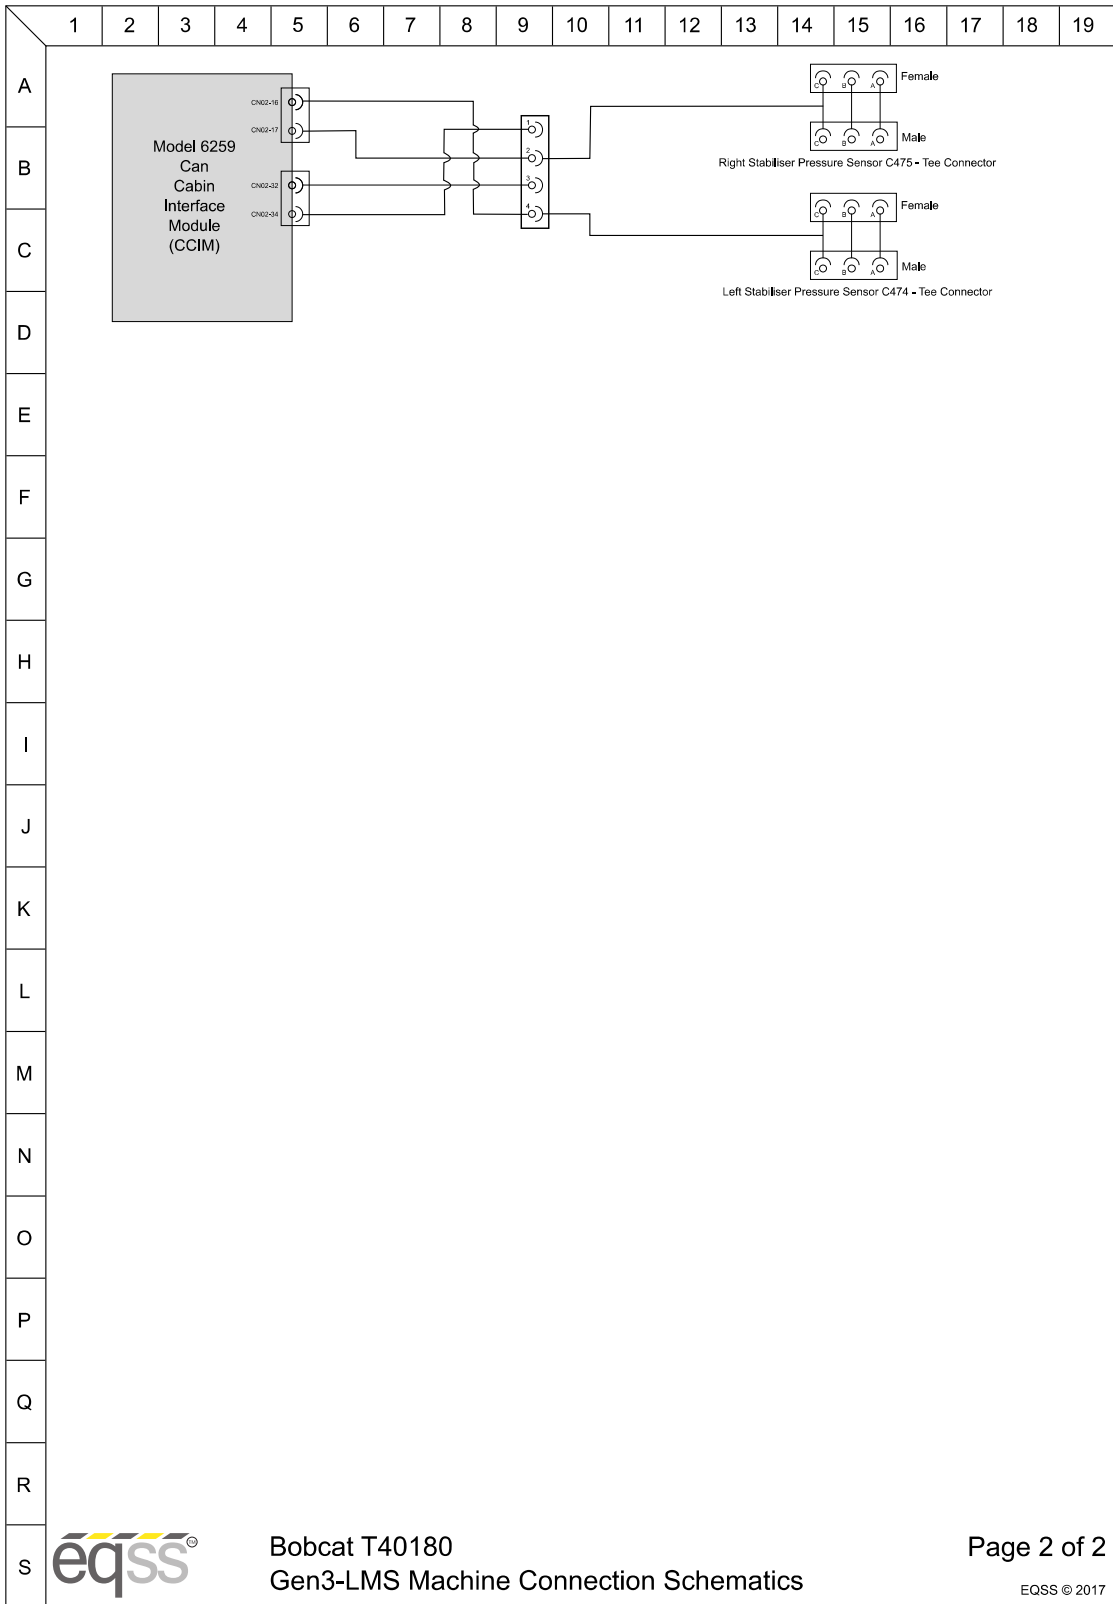 1 2 3 4 5 6 7 8 9 10 11 12 13 14 15 16 17 18 19
A
B
C
D
E
F
G
H
I
J
K
L
M
N
O
P
Q
R
S
Model 6259
Can
Cabin
Interface
Module
(CCIM)
CN02-16
CN02-17
CN02-32
CN02-34
1
2
3
4
C B A Female
C B A Male
Right Stabiliser Pressure Sensor C475 - Tee Connector
C B A Female
C B A Male
Left Stabiliser Pressure Sensor C474 - Tee Connector
eqss TM
Bobcat T40180
Gen3-LMS Machine Connection Schematics
Page 2 of 2
EQSS © 2017